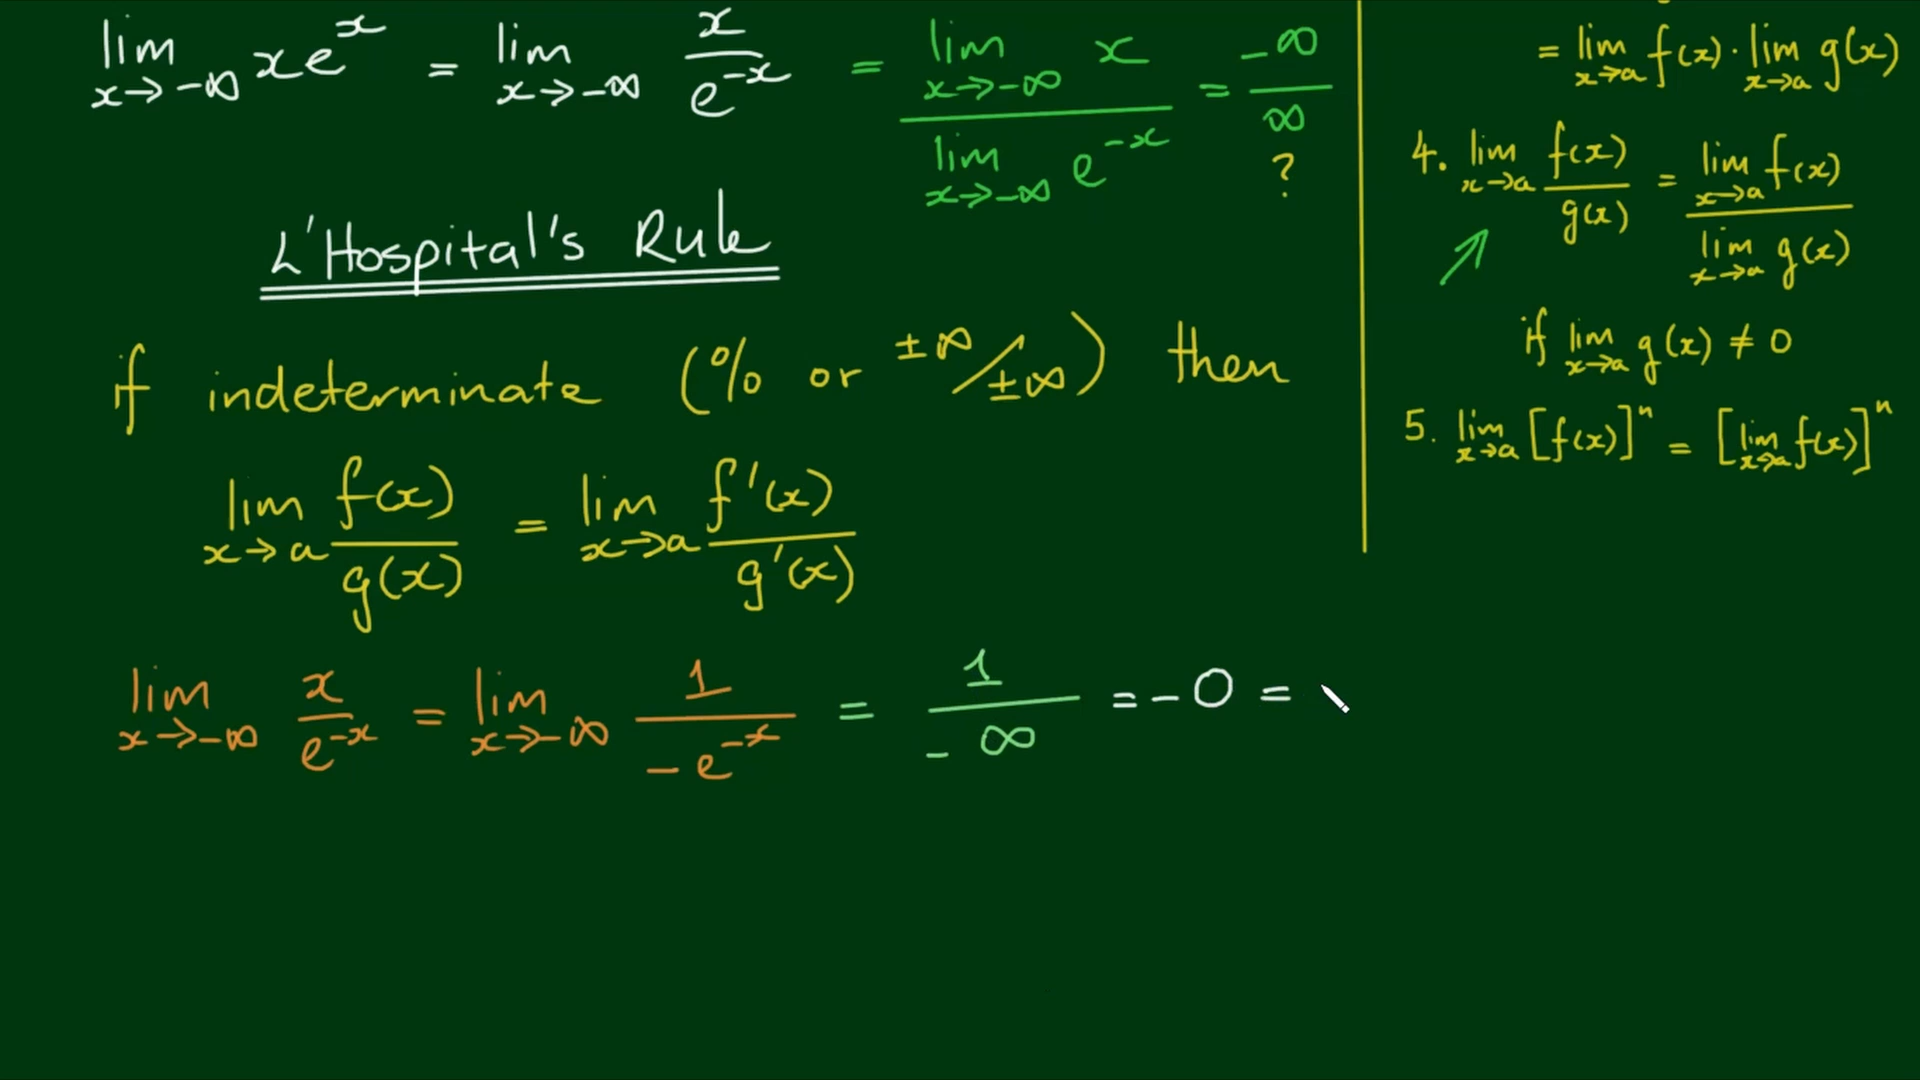 lim x→-∞ xeˣ = lim x→-∞ x/e⁻ˣ = lim x→-∞ x / lim x→-∞ e⁻ˣ = -∞/∞ ?
L'Hospital's Rule
if indeterminate (0/0 or ±∞/±∞) then
lim x→a f(x)/g(x) = lim x→a f'(x)/g'(x)
lim x→-∞ x/e⁻ˣ = lim x→-∞ 1/-e⁻ˣ = 1/-∞ = -0 =
= lim x→a f(x) · lim x→a g(x)
4. lim x→a f(x)/g(x) = lim x→a f(x) / lim x→a g(x)
if lim x→a g(x) ≠ 0
5. lim x→a [f(x)]ⁿ = [lim x→a f(x)]ⁿ